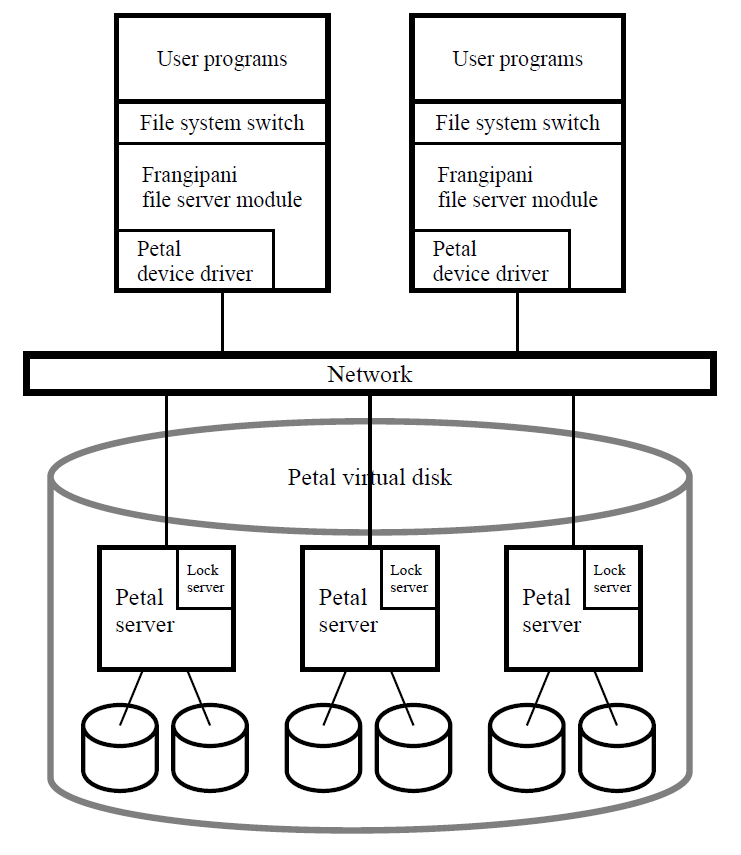 User programs
User programs
File system switch
File system switch
Frangipani
file server module
Frangipani
file server module
Petal
device driver
Petal
device driver
Network
Petal virtual disk
Lock
server
Petal
server
Lock
server
Petal
server
Lock
server
Petal
server